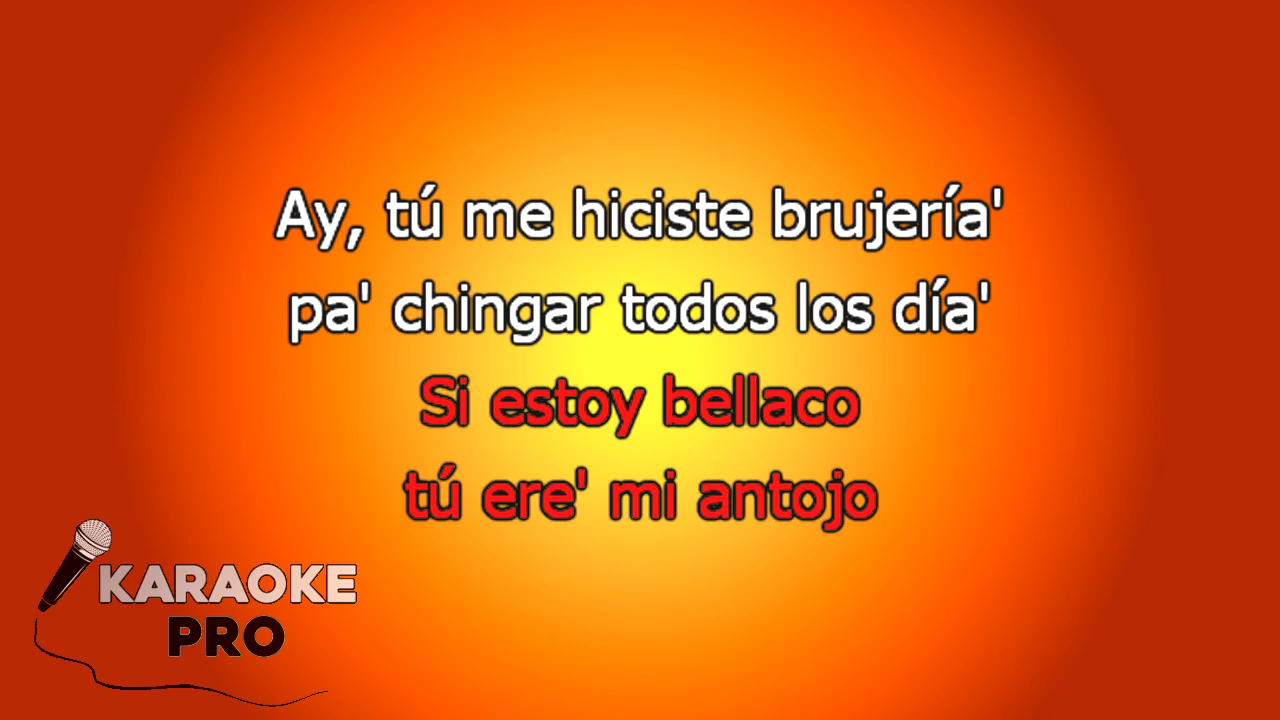 Ay, tú me hiciste brujería'
pa' chingar todos los día'
Si estoy bellaco
tú ere' mi antojo
KARAOKE
PRO